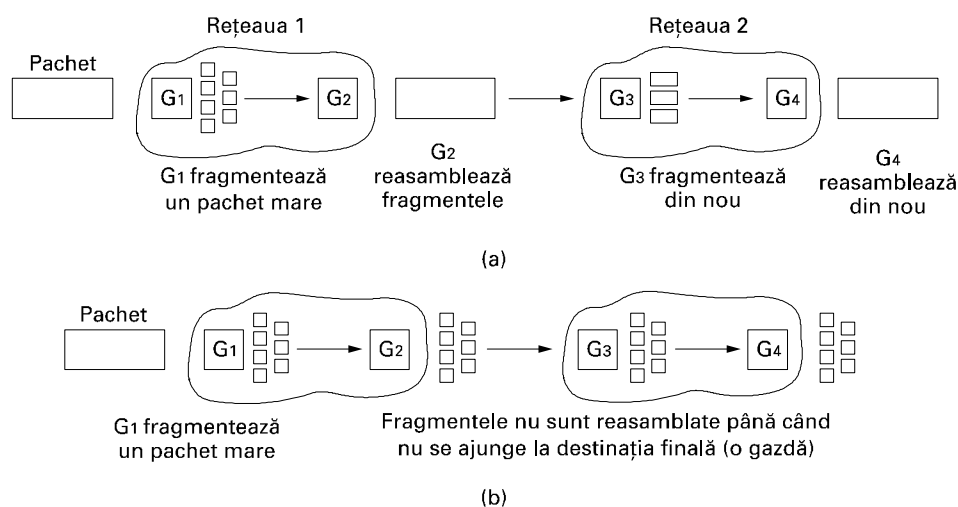 Rețeaua 1
Rețeaua 2
Pachet
G1
G2
G3
G4
G1 fragmentează
un pachet mare
G2
reasamblează
fragmentele
G3 fragmentează
din nou
G4
reasamblează
din nou
(a)
Pachet
G1
G2
G3
G4
G1 fragmentează
un pachet mare
Fragmentele nu sunt reasamblate până când
nu se ajunge la destinația finală (o gazdă)
(b)